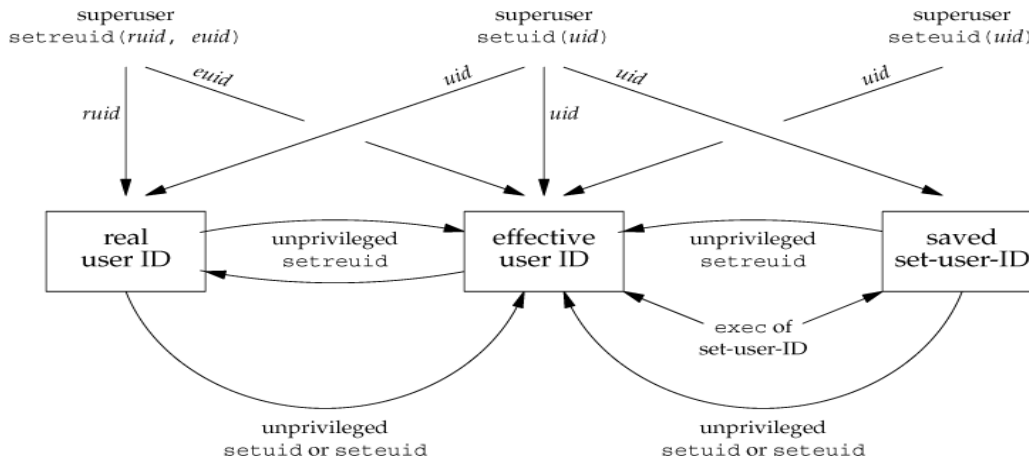 superuser
setreuid(ruid, euid)
superuser
setuid(uid)
superuser
seteuid(uid)
ruid
euid
uid
uid
uid
uid
real
user ID
unprivileged
setreuid
effective
user ID
unprivileged
setreuid
saved
set-user-ID
exec of
set-user-ID
unprivileged
setuid or seteuid
unprivileged
setuid or seteuid